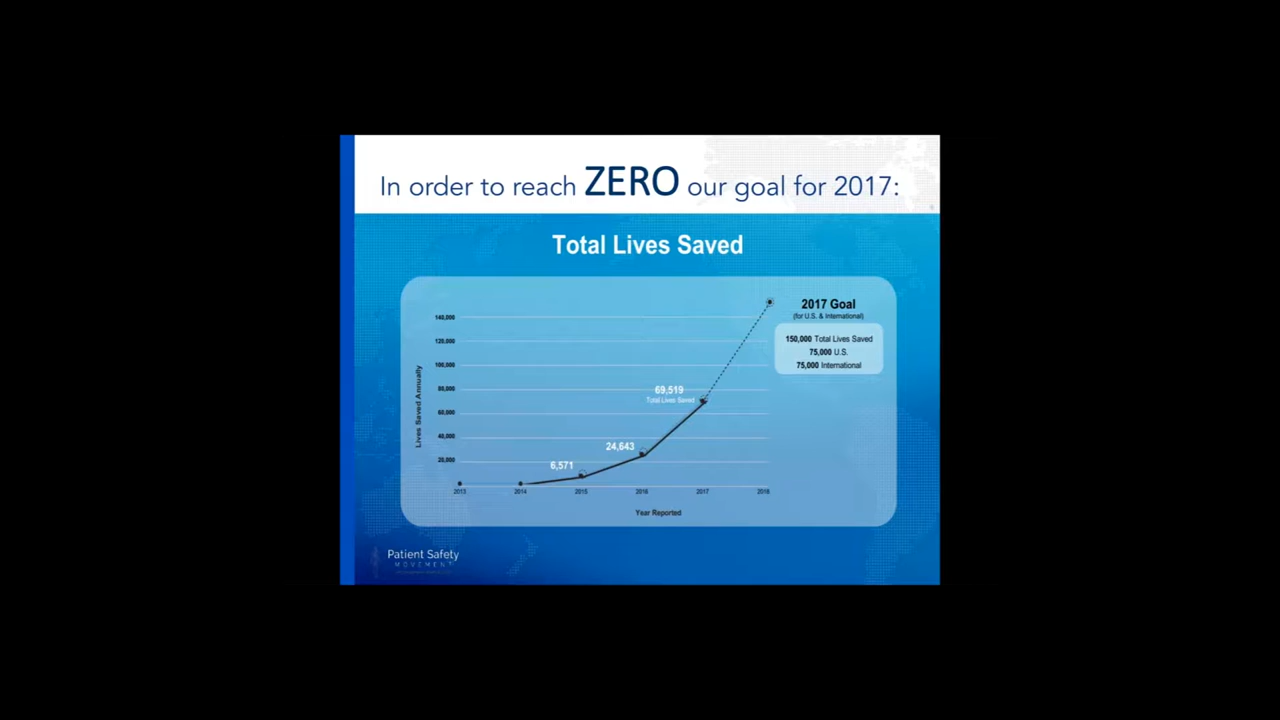 In order to reach ZERO our goal for 2017:
Total Lives Saved
2017 Goal
(for U.S. & International)
150,000 Total Lives Saved
75,000 U.S.
75,000 International
140,000
120,000
100,000
80,000
60,000
40,000
20,000
Lives Saved Annually
69,519
Total Lives Saved
24,643
6,571
2013 2014 2015 2016 2017 2018
Year Reported
Patient Safety
MOVEMENT